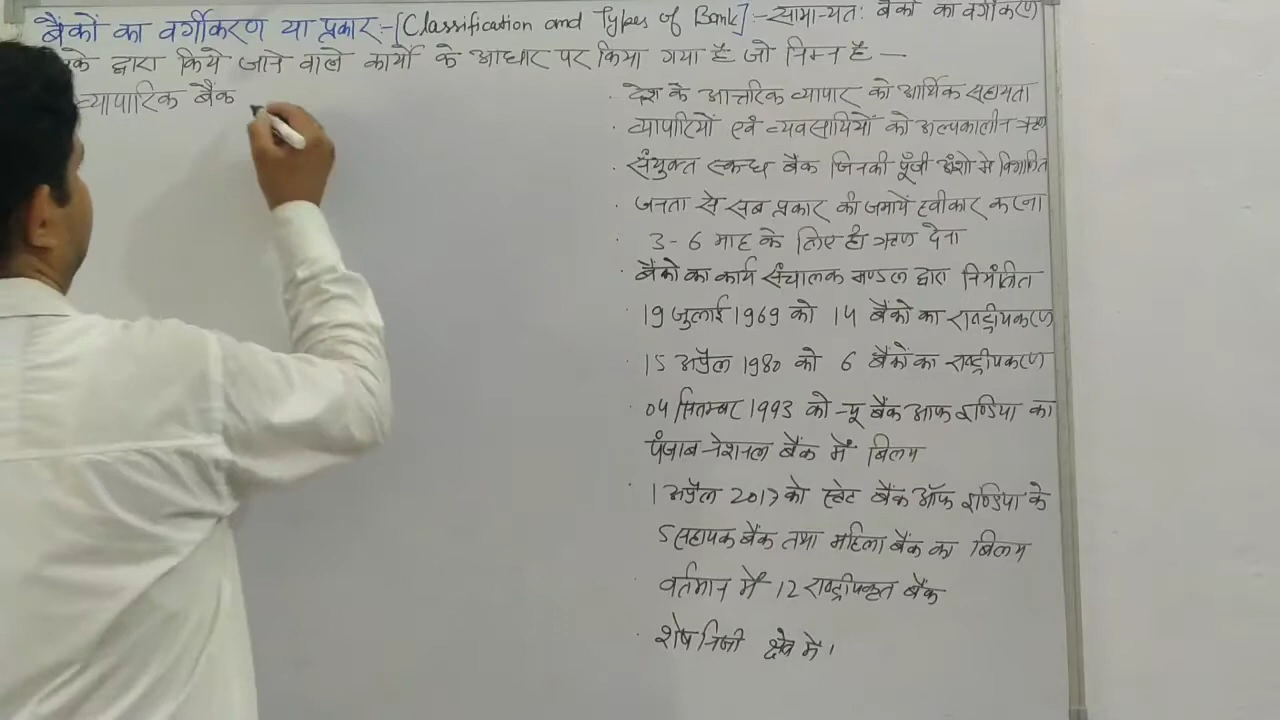 बैंकों का वर्गीकरण या प्रकार:-[Classification and Types of Bank]:- सामान्यतः बैंकों का वर्गीकरण
के द्वारा किये जाने वाले कार्यों के आधार पर किया गया है जो निम्न है —
व्यापारिक बैंक
· देश के आन्तरिक व्यापार को आर्थिक सहायता
· व्यापारियों एवं व्यवसायियों को अल्पकालीन ऋण
· संयुक्त स्कन्ध बैंक जिनकी पूँजी अंशो मे विभाजित
· जनता से सब प्रकार की जमायें स्वीकार करना
· 3-6 माह के लिए ही ऋण देना
· बैंको का कार्य संचालक मण्डल द्वारा नियंत्रित
· 19 जुलाई 1969 को 14 बैंको का राष्ट्रीयकरण
· 15 अप्रैल 1980 को 6 बैंकों का राष्ट्रीयकरण
· 04 सितम्बर 1993 को न्यू बैंक आफ इण्डिया का
पंजाब नेशनल बैंक में विलय
· 1 अप्रैल 2017 को स्टेट बैंक ऑफ इण्डिया के
5 सहायक बैंक तथा महिला बैंक का विलय
· वर्तमान में 12 राष्ट्रीयकृत बैंक
· शेष निजी क्षेत्र में।